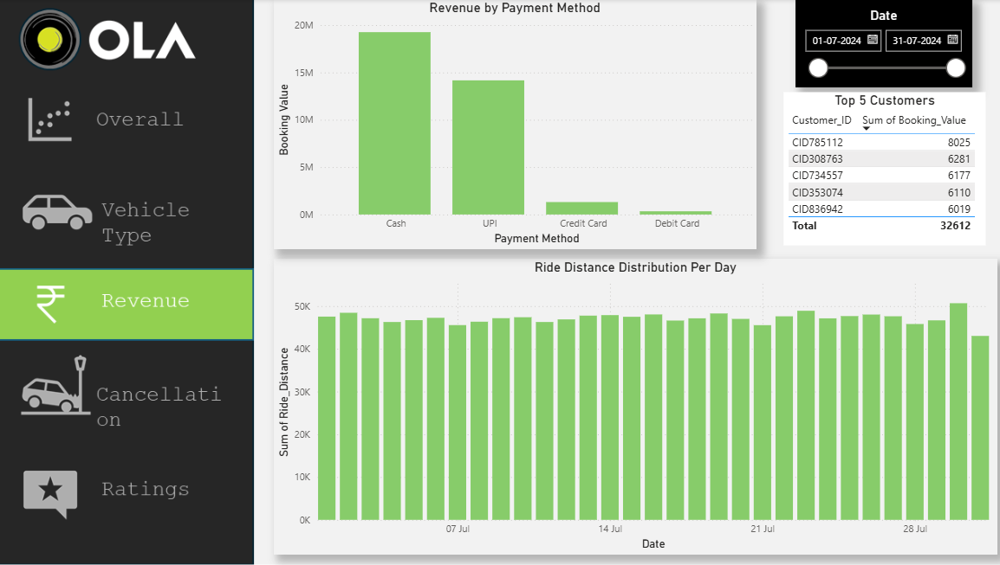 OLA
Overall
Vehicle
Type
Revenue
Cancellati
on
Ratings
Revenue by Payment Method
Booking Value
20M
15M
10M
5M
0M
Cash UPI Credit Card Debit Card
Payment Method
Date
01-07-2024 31-07-2024
Top 5 Customers
Customer_ID Sum of Booking_Value
CID785112 8025
CID308763 6281
CID734557 6177
CID353074 6110
CID836942 6019
Total 32612
Ride Distance Distribution Per Day
Sum of Ride_Distance
50K
40K
30K
20K
10K
0K
07 Jul 14 Jul 21 Jul 28 Jul
Date